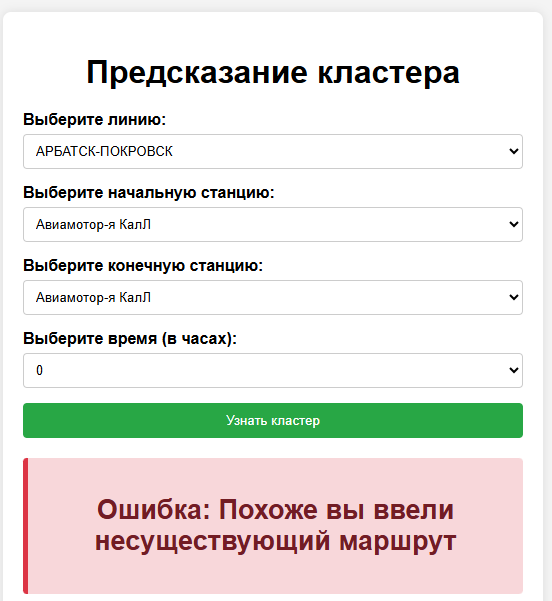 Предсказание кластера
Выберите линию:
АРБАТСК-ПОКРОВСК
Выберите начальную станцию:
Авиамотор-я КалЛ
Выберите конечную станцию:
Авиамотор-я КалЛ
Выберите время (в часах):
0
Узнать кластер
Ошибка: Похоже вы ввели
несуществующий маршрут